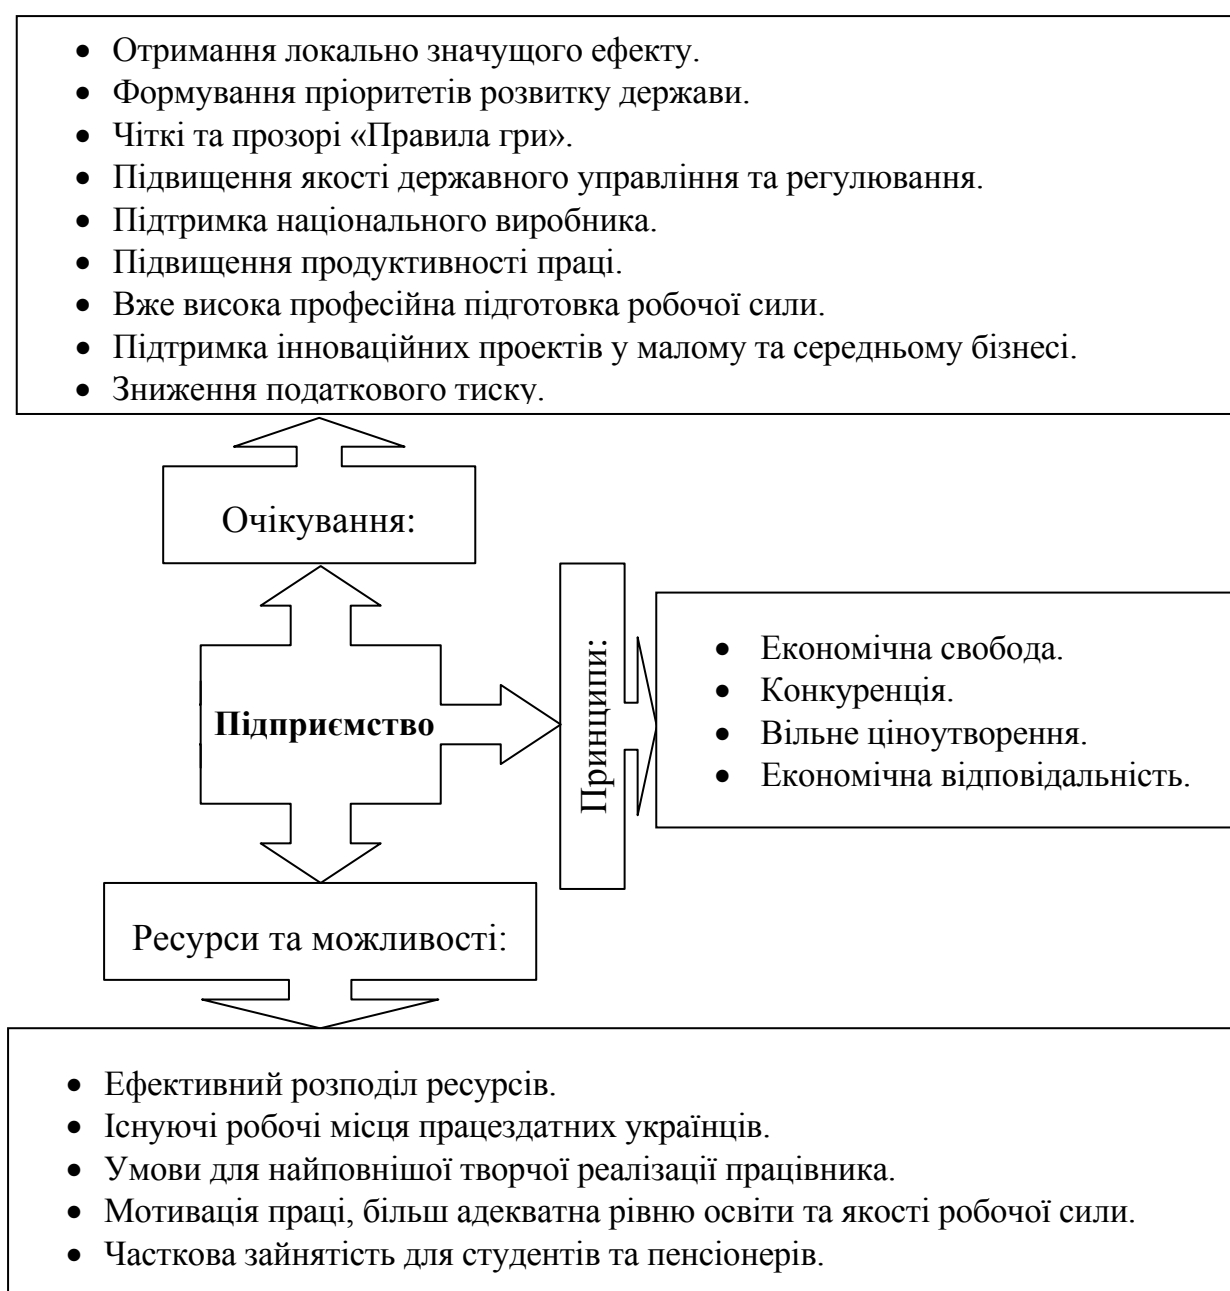 • Отримання локально значущого ефекту.
• Формування пріоритетів розвитку держави.
• Чіткі та прозорі «Правила гри».
• Підвищення якості державного управління та регулювання.
• Підтримка національного виробника.
• Підвищення продуктивності праці.
• Вже висока професійна підготовка робочої сили.
• Підтримка інноваційних проектів у малому та середньому бізнесі.
• Зниження податкового тиску.
Очікування:
Підприємство
Принципи:
• Економічна свобода.
• Конкуренція.
• Вільне ціноутворення.
• Економічна відповідальність.
Ресурси та можливості:
• Ефективний розподіл ресурсів.
• Існуючі робочі місця працездатних українців.
• Умови для найповнішої творчої реалізації працівника.
• Мотивація праці, більш адекватна рівню освіти та якості робочої сили.
• Часткова зайнятість для студентів та пенсіонерів.